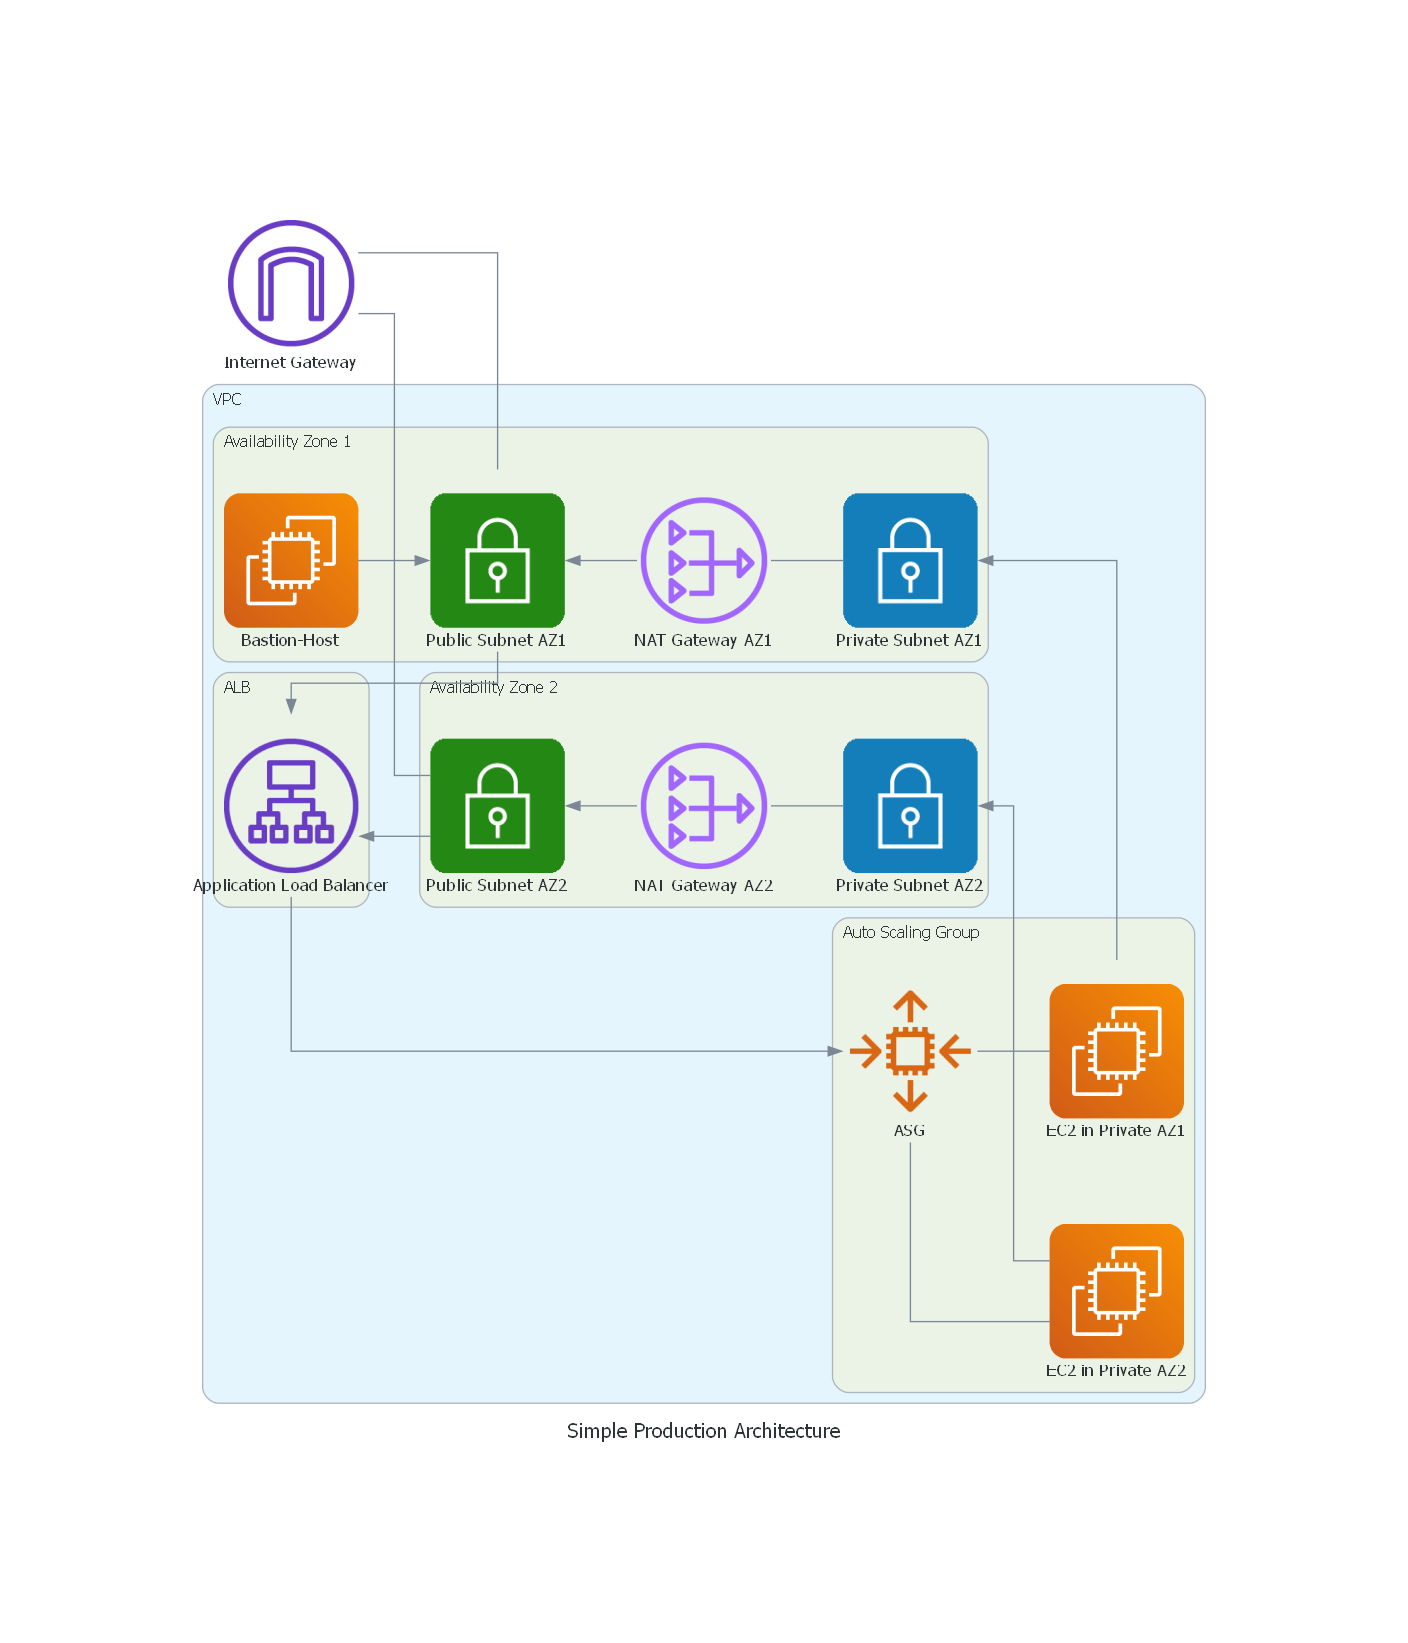 Internet Gateway
VPC
Availability Zone 1
Bastion-Host
Public Subnet AZ1
NAT Gateway AZ1
Private Subnet AZ1
ALB
Availability Zone 2
Application Load Balancer
Public Subnet AZ2
NAT Gateway AZ2
Private Subnet AZ2
Auto Scaling Group
ASG
EC2 in Private AZ1
EC2 in Private AZ2
Simple Production Architecture